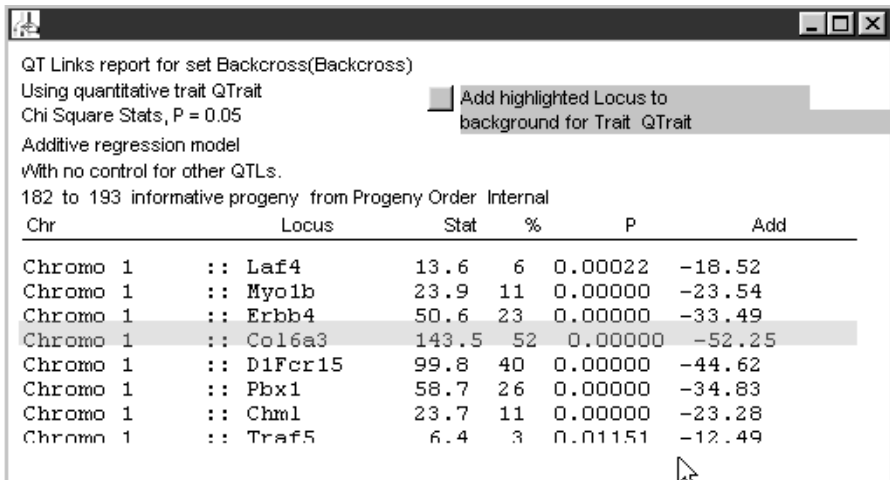 QT Links report for set Backcross(Backcross)
Using quantitative trait QTrait
Chi Square Stats, P = 0.05
Add highlighted Locus to
background for Trait QTrait
Additive regression model
With no control for other QTLs.
182 to 193 informative progeny from Progeny Order Internal
Chr Locus Stat % P Add
Chromo 1 :: Laf4 13.6 6 0.00022 -18.52
Chromo 1 :: Myo1b 23.9 11 0.00000 -23.54
Chromo 1 :: Erbb4 50.6 23 0.00000 -33.49
Chromo 1 :: Col6a3 143.5 52 0.00000 -52.25
Chromo 1 :: D1Fcr15 99.8 40 0.00000 -44.62
Chromo 1 :: Pbx1 58.7 26 0.00000 -34.83
Chromo 1 :: Chml 23.7 11 0.00000 -23.28
Chromo 1 :: Traf5 6.4 3 0.01151 -12.49